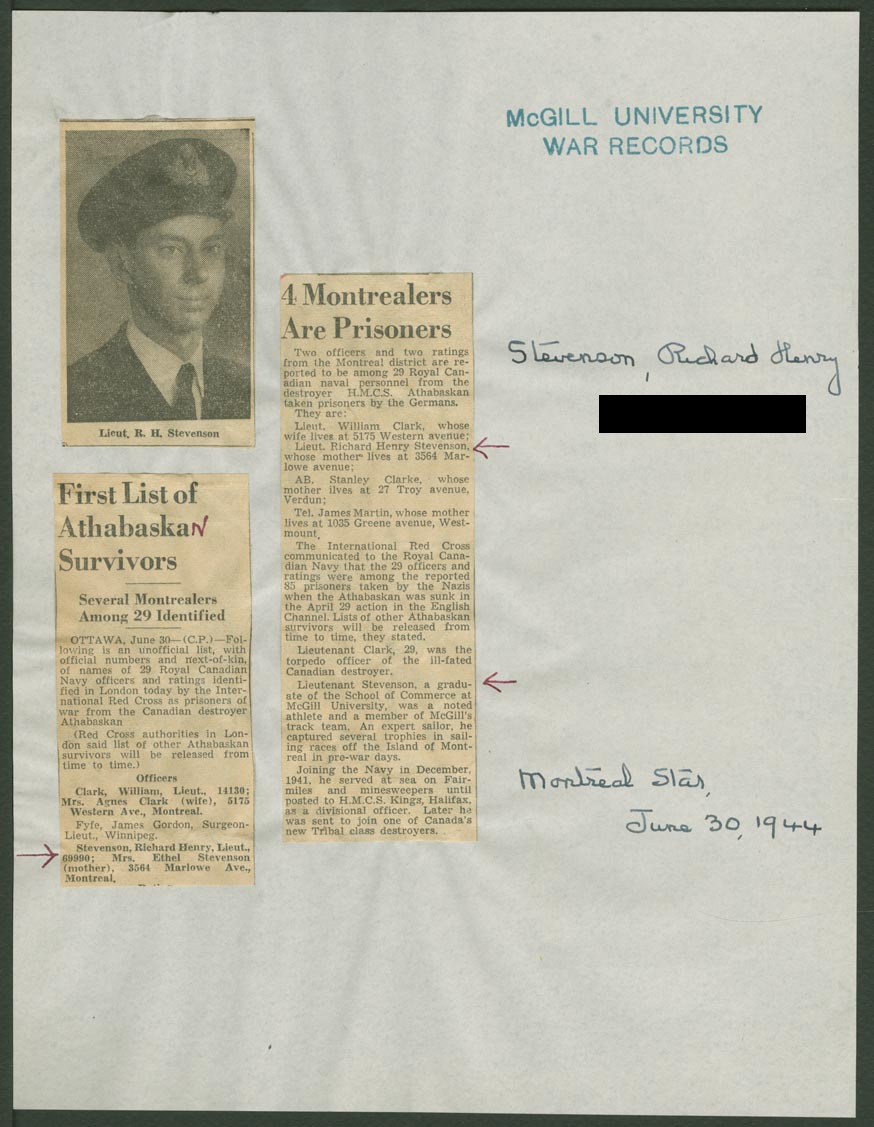 McGILL UNIVERSITY
WAR RECORDS
Lieut. R. H. Stevenson
First List of
AthabaskaN
Survivors
Several Montrealers
Among 29 Identified
OTTAWA, June 30—(C.P.)—Fol-
lowing is an unofficial list, with
official numbers and next-of-kin,
of names of 29 Royal Canadian
Navy officers and ratings identi-
fied in London today by the Inter-
national Red Cross as prisoners of
war from the Canadian destroyer
Athabaskan
(Red Cross authorities in Lon-
don said list of other Athabaskan
survivors will be released from
time to time.)
Officers
Clark, William, Lieut., 14130;
Mrs. Agnes Clark (wife), 5175
Western Ave., Montreal.
Fyfe, James Gordon, Surgeon-
Lieut., Winnipeg.
Stevenson, Richard Henry, Lieut.,
69990; Mrs. Ethel Stevenson
(mother), 3564 Marlowe Ave.,
Montreal.
4 Montrealers
Are Prisoners
Two officers and two ratings
from the Montreal district are re-
ported to be among 29 Royal Can-
adian naval personnel from the
destroyer H.M.C.S. Athabaskan
taken prisoners by the Germans.
They are:
Lieut. William Clark, whose
wife lives at 5175 Western avenue;
Lieut. Richard Henry Stevenson,
whose mother lives at 3564 Mar-
lowe avenue;
AB. Stanley Clarke, whose
mother ilves at 27 Troy avenue,
Verdun;
Tel. James Martin, whose mother
lives at 1035 Greene avenue, West-
mount.
The International Red Cross
communicated to the Royal Cana-
dian Navy that the 29 officers and
ratings were among the reported
85 prisoners taken by the Nazis
when the Athabaskan was sunk in
the April 29 action in the English
Channel. Lists of other Athabaskan
survivors will be released from
time to time, they stated.
Lieutenant Clark, 29, was the
torpedo officer of the ill-fated
Canadian destroyer.
Lieutenant Stevenson, a gradu-
ate of the School of Commerce at
McGill University, was a noted
athlete and a member of McGill's
track team. An expert sailor, he
captured several trophies in sail-
ing races off the Island of Mont-
real in pre-war days.
Joining the Navy in December,
1941, he served at sea on Fair-
miles and minesweepers until
posted to H.M.C.S. Kings, Halifax,
as a divisional officer. Later he
was sent to join one of Canada's
new Tribal class destroyers.
Stevenson, Richard Henry
Montreal Star,
June 30, 1944